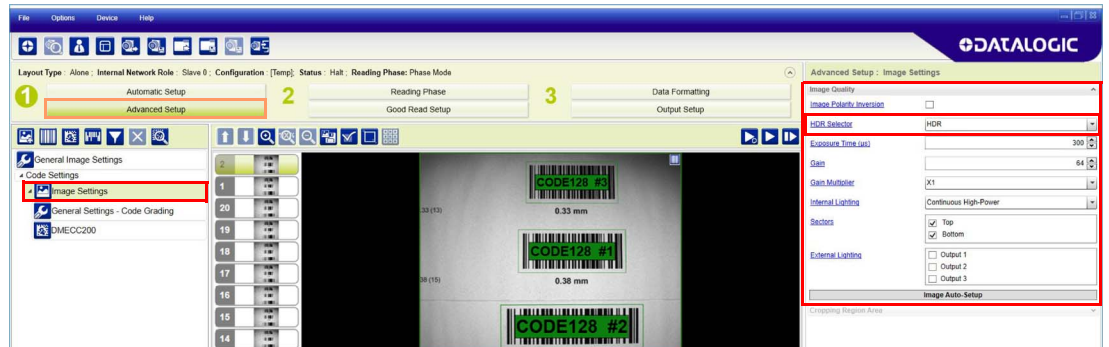 File Options Device Help
DATALOGIC
Layout Type : Alone ; Internal Network Role : Slave 0 ; Configuration : [Temp]; Status : Halt ; Reading Phase: Phase Mode
1 Automatic Setup
Advanced Setup
2 Reading Phase
Good Read Setup
3 Data Formatting
Output Setup
General Image Settings
Code Settings
Image Settings
General Settings - Code Grading
DMECC200
2
1
20
19
18
17
16
15
14
CODE128 #3
.33 (13)
0.33 mm
CODE128 #1
38 (15)
0.38 mm
CODE128 #2
Advanced Setup : Image Settings
Image Quality
Image Polarity Inversion
HDR Selector HDR
Exposure Time (us) 300
Gain 64
Gain Multiplier X1
Internal Lighting Continuous High-Power
Sectors Top
Bottom
External Lighting Output 1
Output 2
Output 3
Image Auto-Setup
Cropping Region Area